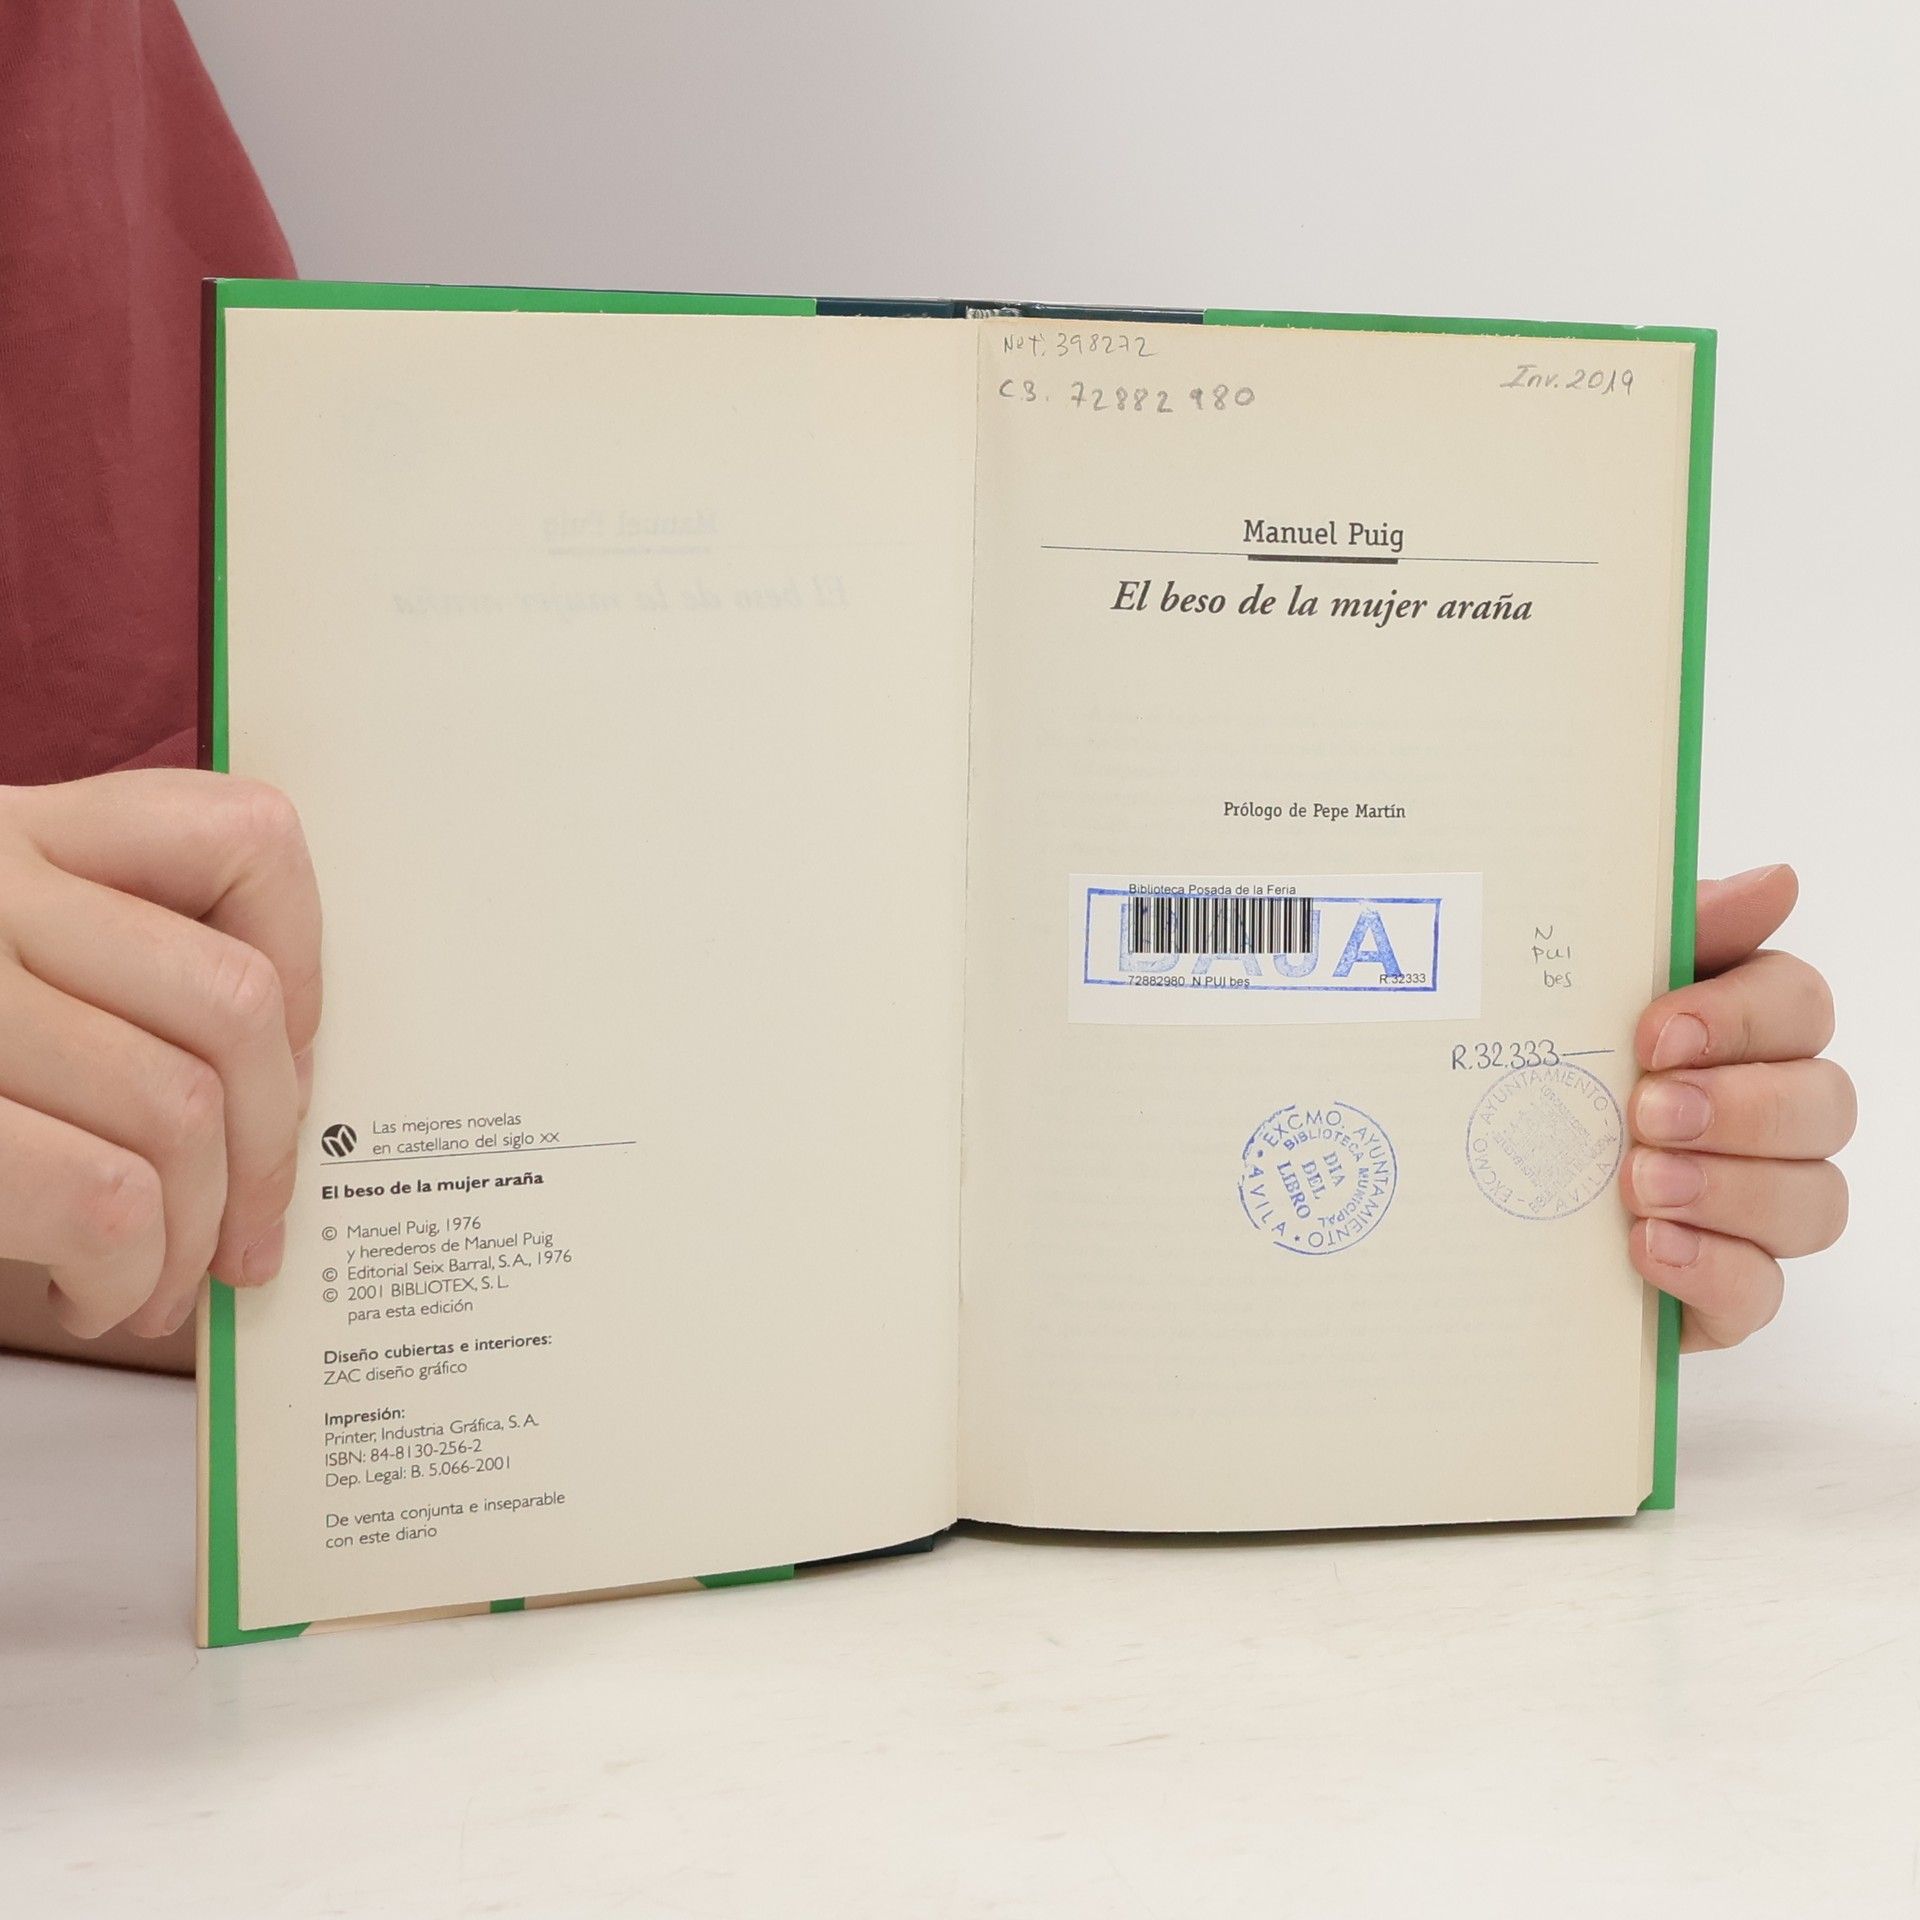 Las mejores novelas
en castellano del siglo XX
El beso de la mujer araña
© Manuel Puig, 1976
y herederos de Manuel Puig
© Editorial Seix Barral, S. A., 1976
© 2001 BIBLIOTEX, S. L.
para esta edición
Diseño cubiertas e interiores:
ZAC diseño gráfico
Impresión:
Printer, Industria Gráfica, S. A.
ISBN: 84-8130-256-2
Dep. Legal: B. 5.066-2001
De venta conjunta e inseparable
con este diario
Net. 398272
C.B. 72882980
Inv. 2019
Manuel Puig
El beso de la mujer araña
Prólogo de Pepe Martín
Biblioteca Posada de la Feria
BAJA
72882980 N PUI bes R.32333
N
PUI
bes
R.32.333
EXCMO. AYUNTAMIENTO
AVILA
BIBLIOTECA MUNICIPAL
DIA
DEL
LIBRO
EXCMO AYUNTAMIENTO
AVILA